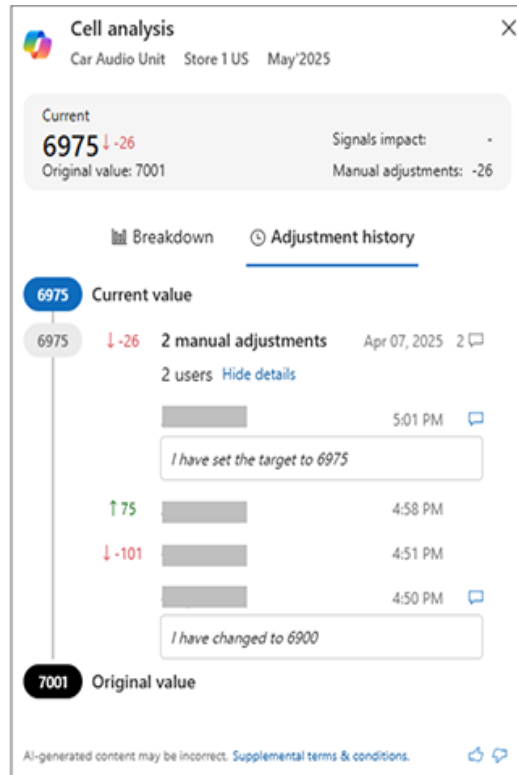 Cell analysis
Car Audio Unit Store 1 US May'2025
Current
6975 ↓ -26
Original value: 7001
Signals impact: -
Manual adjustments: -26
Breakdown
Adjustment history
6975 Current value
6975 ↓ -26 2 manual adjustments Apr 07, 2025 2
2 users Hide details
5:01 PM
I have set the target to 6975
↑ 75 4:58 PM
↓ -101 4:51 PM
4:50 PM
I have changed to 6900
7001 Original value
AI-generated content may be incorrect. Supplemental terms & conditions.